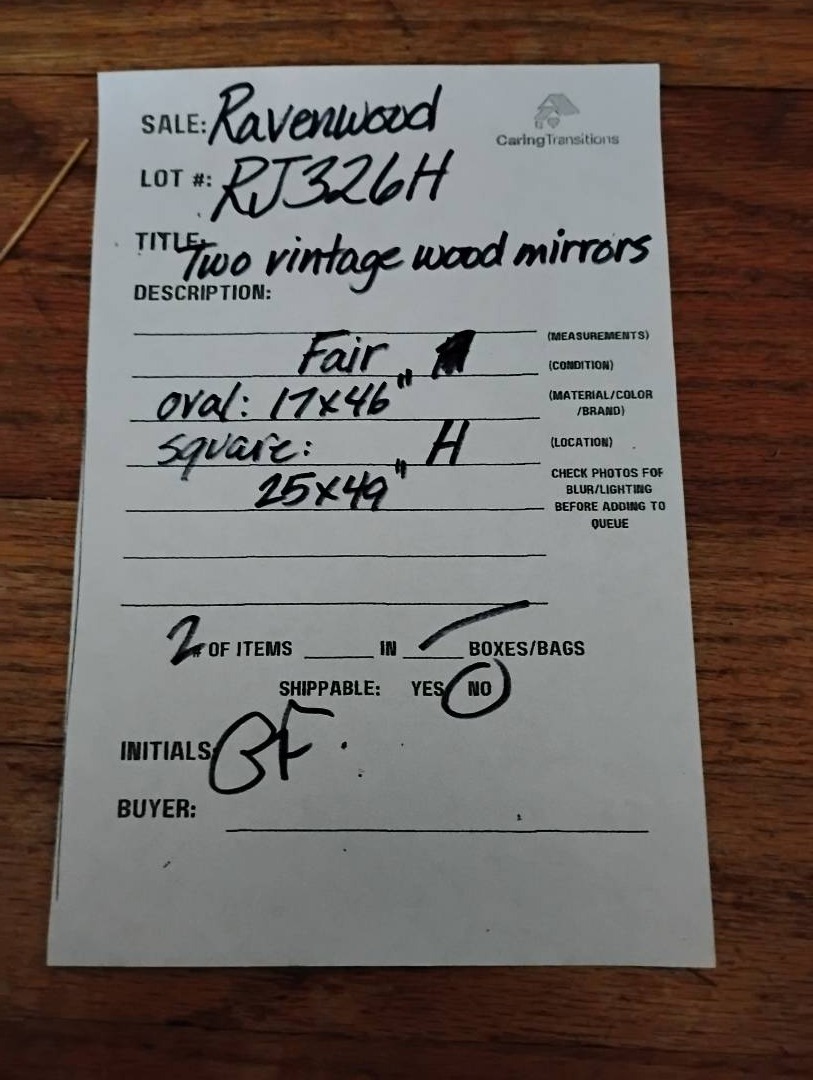 SALE: Ravenwood
CaringTransitions
LOT #: RJ326H
TITLE: Two vintage wood mirrors
DESCRIPTION:
(MEASUREMENTS)
Fair (CONDITION)
oval: 17x46" (MATERIAL/COLOR
/BRAND)
square: H (LOCATION)
25x49" CHECK PHOTOS FOR
BLUR/LIGHTING
BEFORE ADDING TO
QUEUE
2 # OF ITEMS ____ IN ____ BOXES/BAGS
SHIPPABLE: YES NO
INITIALS:
BUYER: